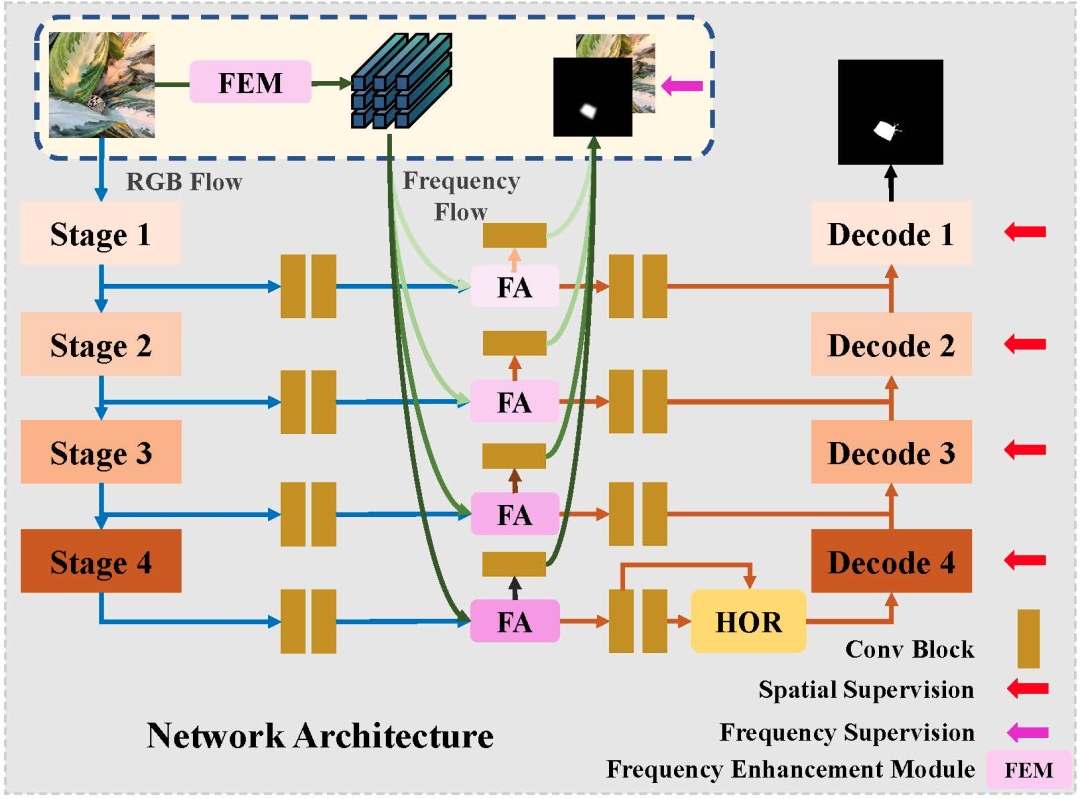 FEM
RGB Flow
Frequency
Flow
Stage 1
Decode 1
FA
Stage 2
Decode 2
FA
Stage 3
Decode 3
FA
Stage 4
Decode 4
FA
HOR
Conv Block
Spatial Supervision
Network Architecture
Frequency Supervision
Frequency Enhancement Module
FEM